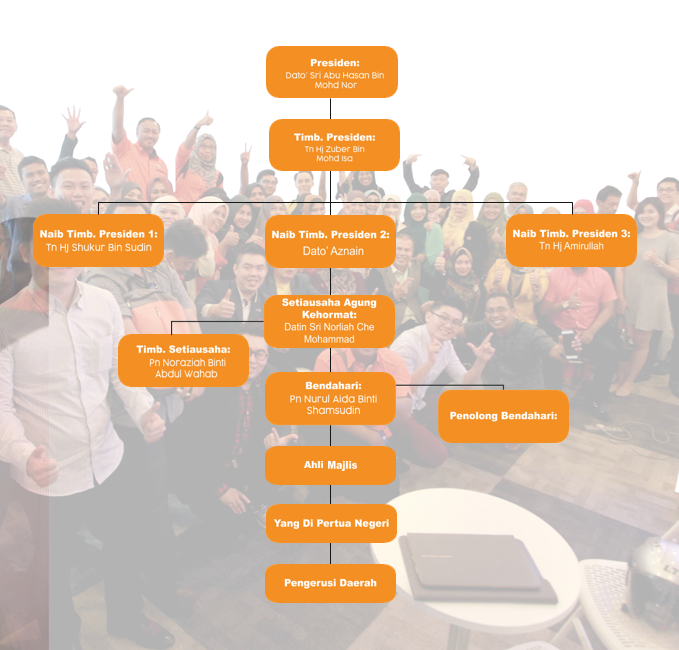 Presiden:
Dato' Sri Abu Hasan Bin
Mohd Nor
Timb. Presiden:
Tn Hj Zuber Bin
Mohd Isa
Naib Timb. Presiden 1:
Tn Hj Shukur Bin Sudin
Naib Timb. Presiden 2:
Dato' Aznain
Naib Timb. Presiden 3:
Tn Hj Amirullah
Setiausaha Agung
Kehormat:
Datin Sri Norliah Che
Mohammad
Timb. Setiausaha:
Pn Noraziah Binti
Abdul Wahab
Bendahari:
Pn Nurul Aida Binti
Shamsudin
Penolong Bendahari:
Ahli Majlis
Yang Di Pertua Negeri
Pengerusi Daerah